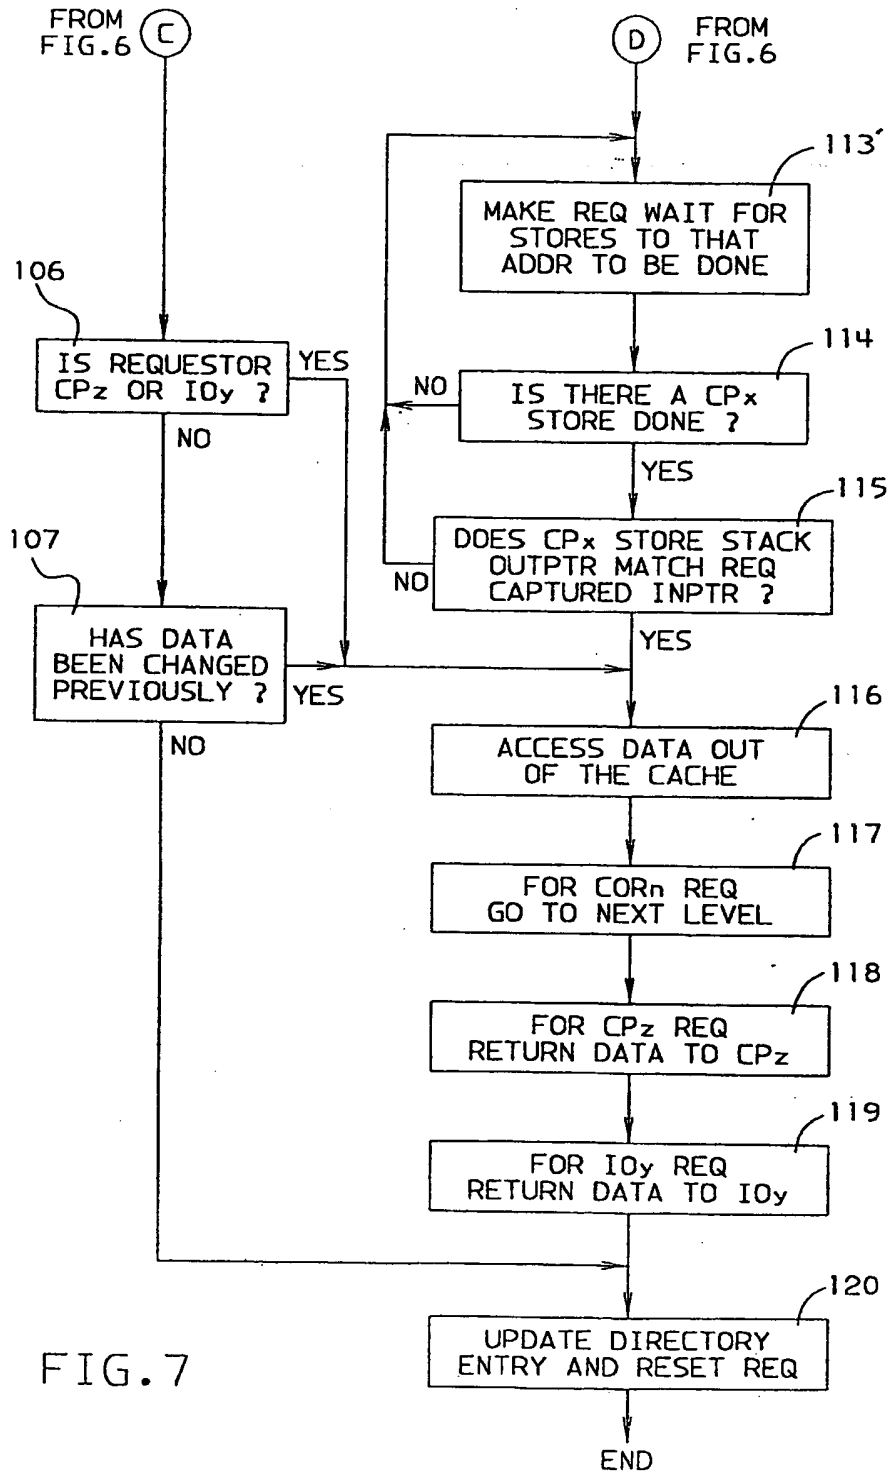 FROM
FIG.6
C
D
FROM
FIG.6
113'
MAKE REQ WAIT FOR
STORES TO THAT
ADDR TO BE DONE
106
IS REQUESTOR
CPz OR IOy ?
YES
NO
114
IS THERE A CPx
STORE DONE ?
NO
YES
115
DOES CPx STORE STACK
OUTPTR MATCH REQ
CAPTURED INPTR ?
NO
YES
107
HAS DATA
BEEN CHANGED
PREVIOUSLY ?
YES
NO
116
ACCESS DATA OUT
OF THE CACHE
117
FOR CORn REQ
GO TO NEXT LEVEL
118
FOR CPz REQ
RETURN DATA TO CPz
119
FOR IOy REQ
RETURN DATA TO IOy
120
UPDATE DIRECTORY
ENTRY AND RESET REQ
END
FIG.7